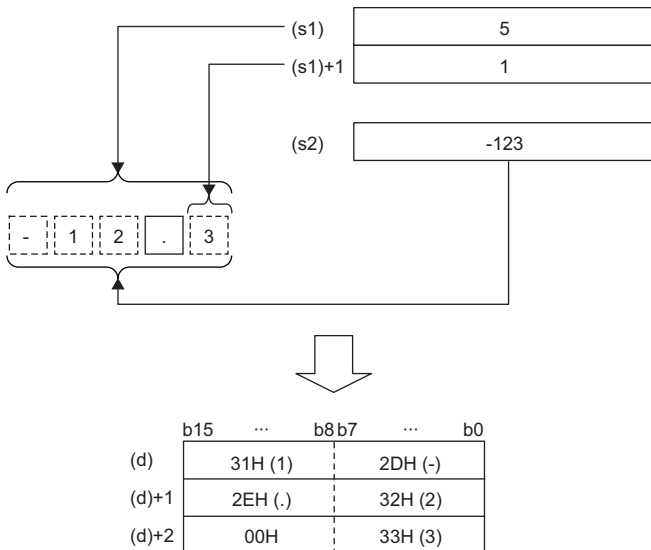 (s1) 5
(s1)+1 1
(s2) -123
- 1 2 . 3
b15 ... b8 b7 ... b0
(d) 31H (1) 2DH (-)
(d)+1 2EH (.) 32H (2)
(d)+2 00H 33H (3)